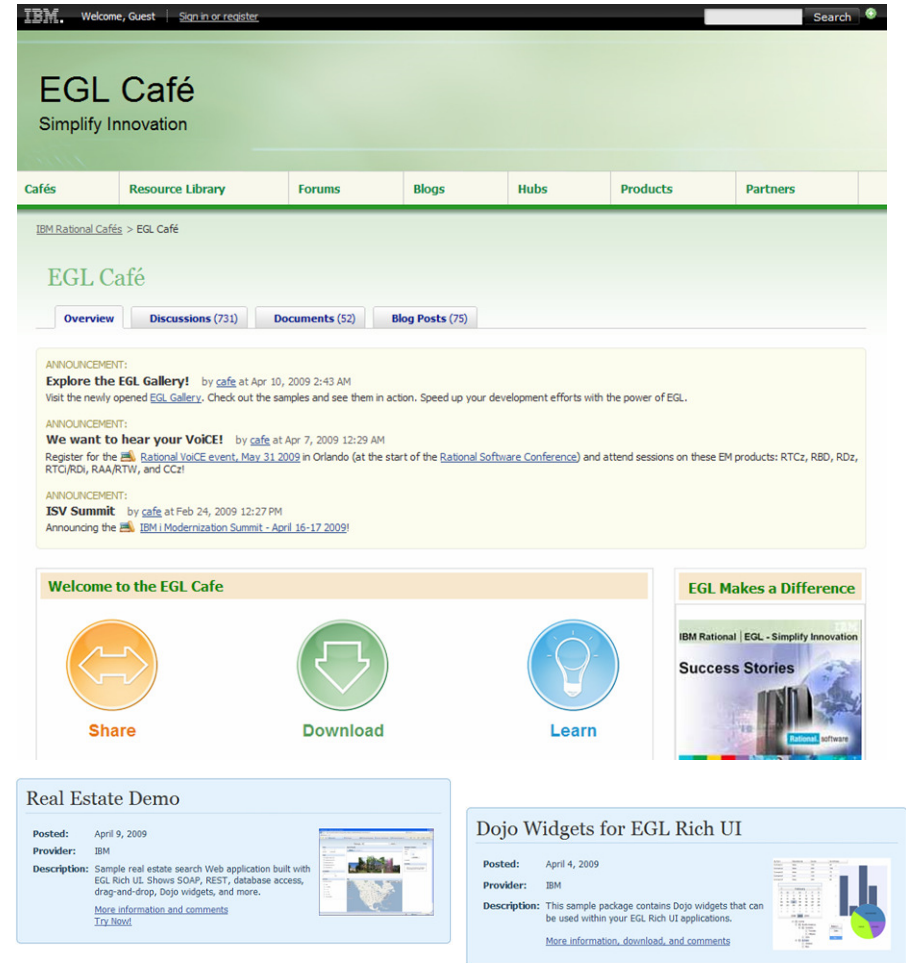 IBM. Welcome, Guest Sign in or register Search
EGL Café
Simplify Innovation
Cafés Resource Library Forums Blogs Hubs Products Partners
IBM Rational Cafés > EGL Café
EGL Café
Overview Discussions (731) Documents (52) Blog Posts (75)
ANNOUNCEMENT:
Explore the EGL Gallery! by cafe at Apr 10, 2009 2:43 AM
Visit the newly opened EGL Gallery. Check out the samples and see them in action. Speed up your development efforts with the power of EGL.
ANNOUNCEMENT:
We want to hear your VoiCE! by cafe at Apr 7, 2009 12:29 AM
Register for the Rational VoiCE event, May 31 2009 in Orlando (at the start of the Rational Software Conference) and attend sessions on these EM products: RTCz, RBD, RDz,
RTCi/RDi, RAA/RTW, and CCz!
ANNOUNCEMENT:
ISV Summit by cafe at Feb 24, 2009 12:27 PM
Announcing the IBM i Modernization Summit - April 16-17 2009!
Welcome to the EGL Cafe
Share Download Learn
EGL Makes a Difference
IBM Rational EGL - Simplify Innovation
Success Stories
Rational. software
Real Estate Demo
Posted: April 9, 2009
Provider: IBM
Description: Sample real estate search Web application built with
EGL Rich UI. Shows SOAP, REST, database access,
drag-and-drop, Dojo widgets, and more.
More information and comments
Try Now!
Dojo Widgets for EGL Rich UI
Posted: April 4, 2009
Provider: IBM
Description: This sample package contains Dojo widgets that can
be used within your EGL Rich UI applications.
More information, download, and comments